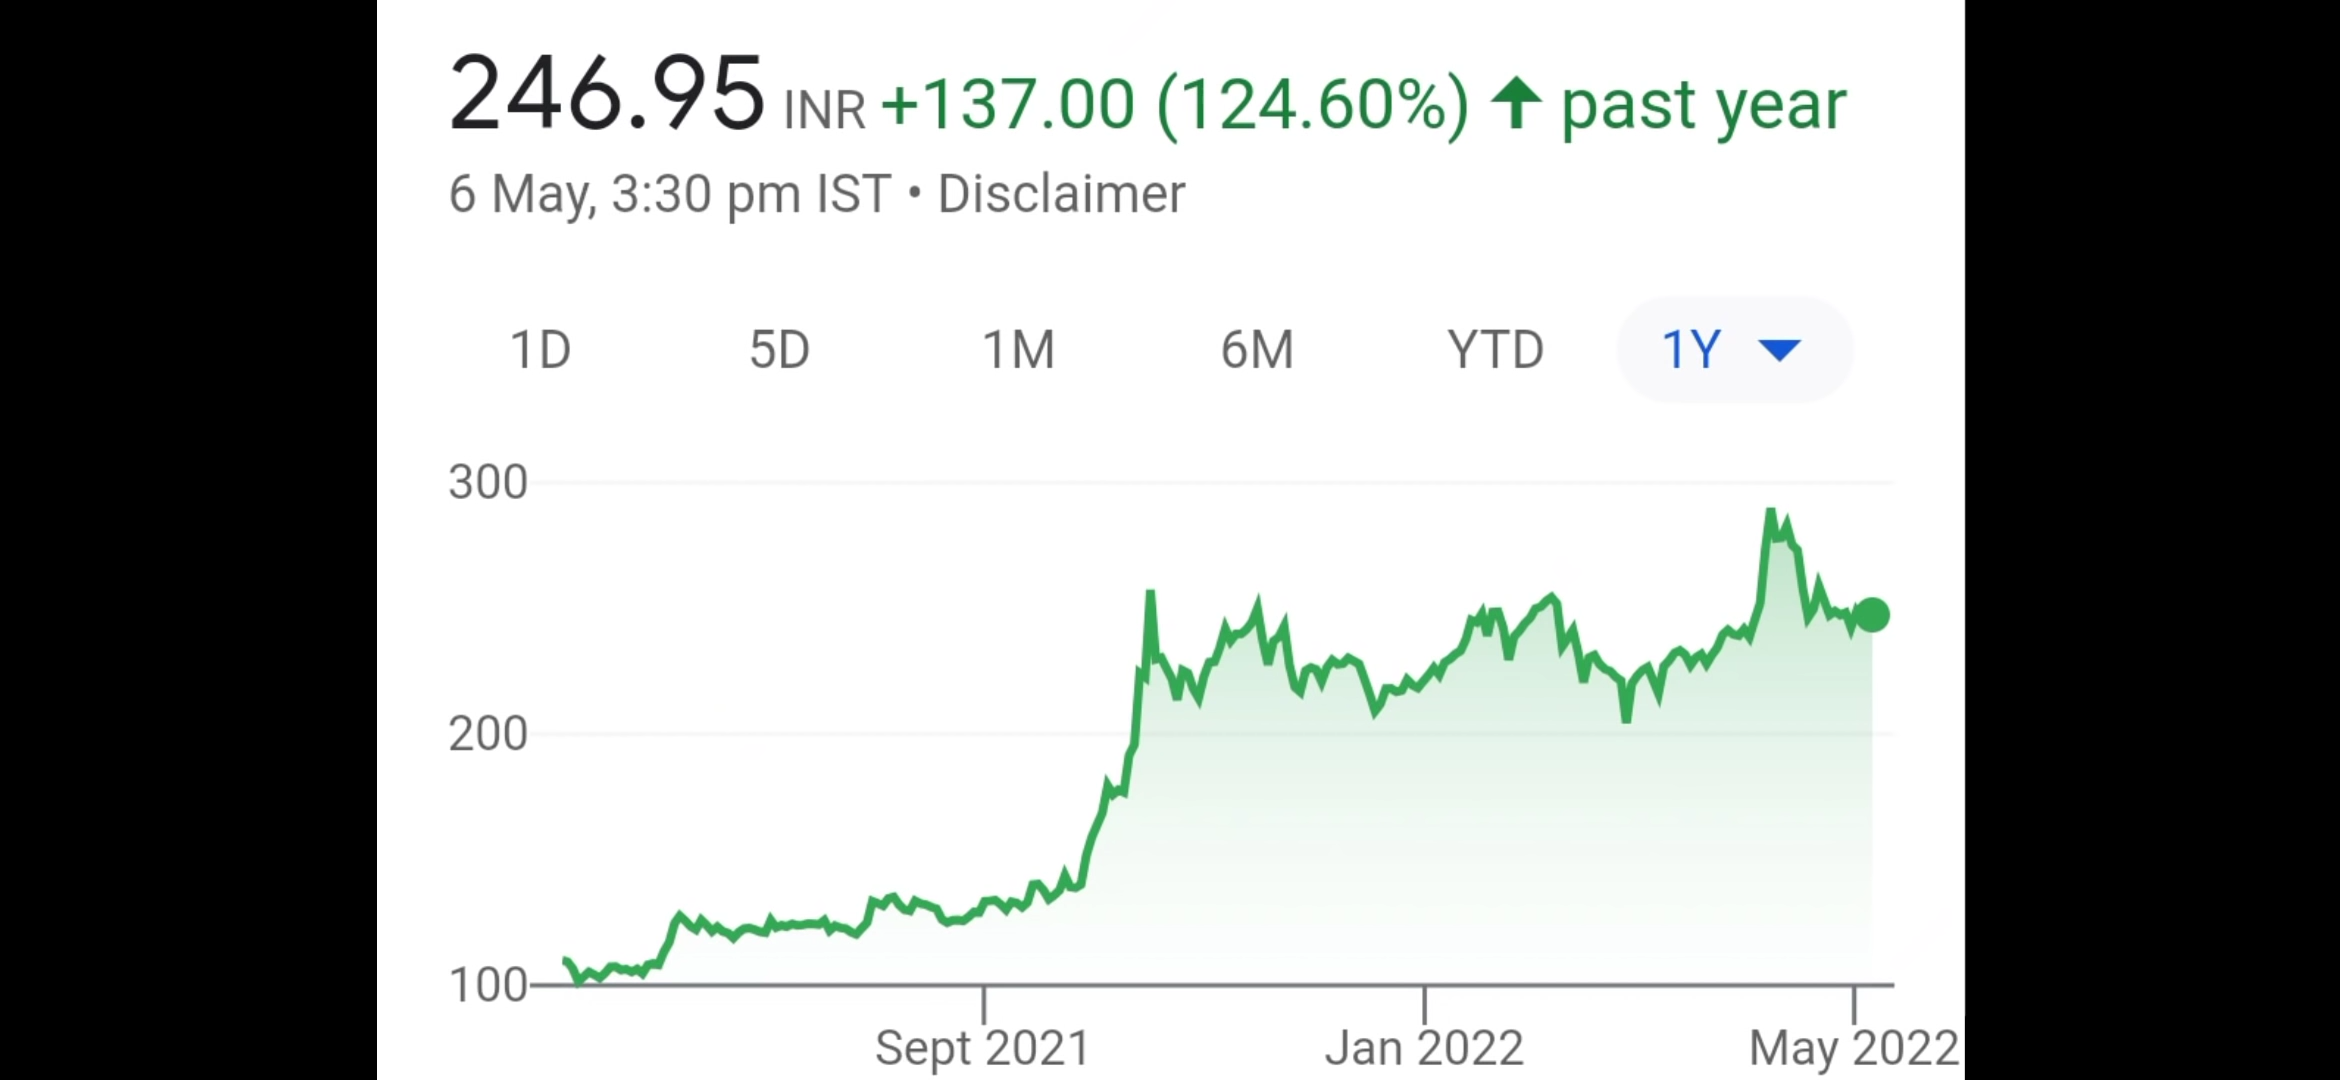 246.95 INR +137.00 (124.60%) ↑ past year
6 May, 3:30 pm IST • Disclaimer
1D 5D 1M 6M YTD 1Y
300
200
100
Sept 2021 Jan 2022 May 2022